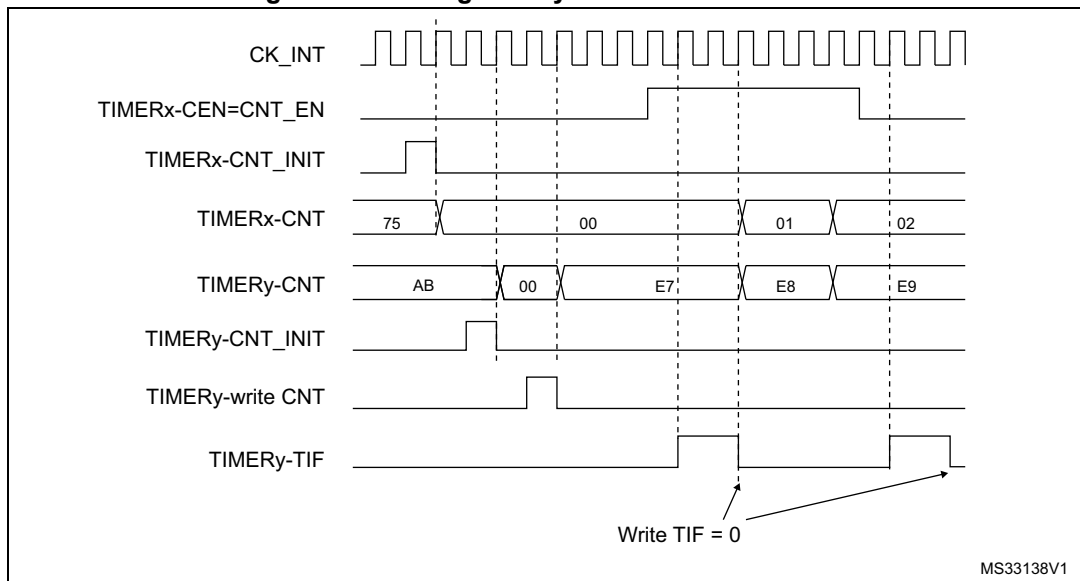 CK_INT
TIMERx-CEN=CNT_EN
TIMERx-CNT_INIT
TIMERx-CNT
75 00 01 02
TIMERy-CNT
AB 00 E7 E8 E9
TIMERy-CNT_INIT
TIMERy-write CNT
TIMERy-TIF
Write TIF = 0
MS33138V1